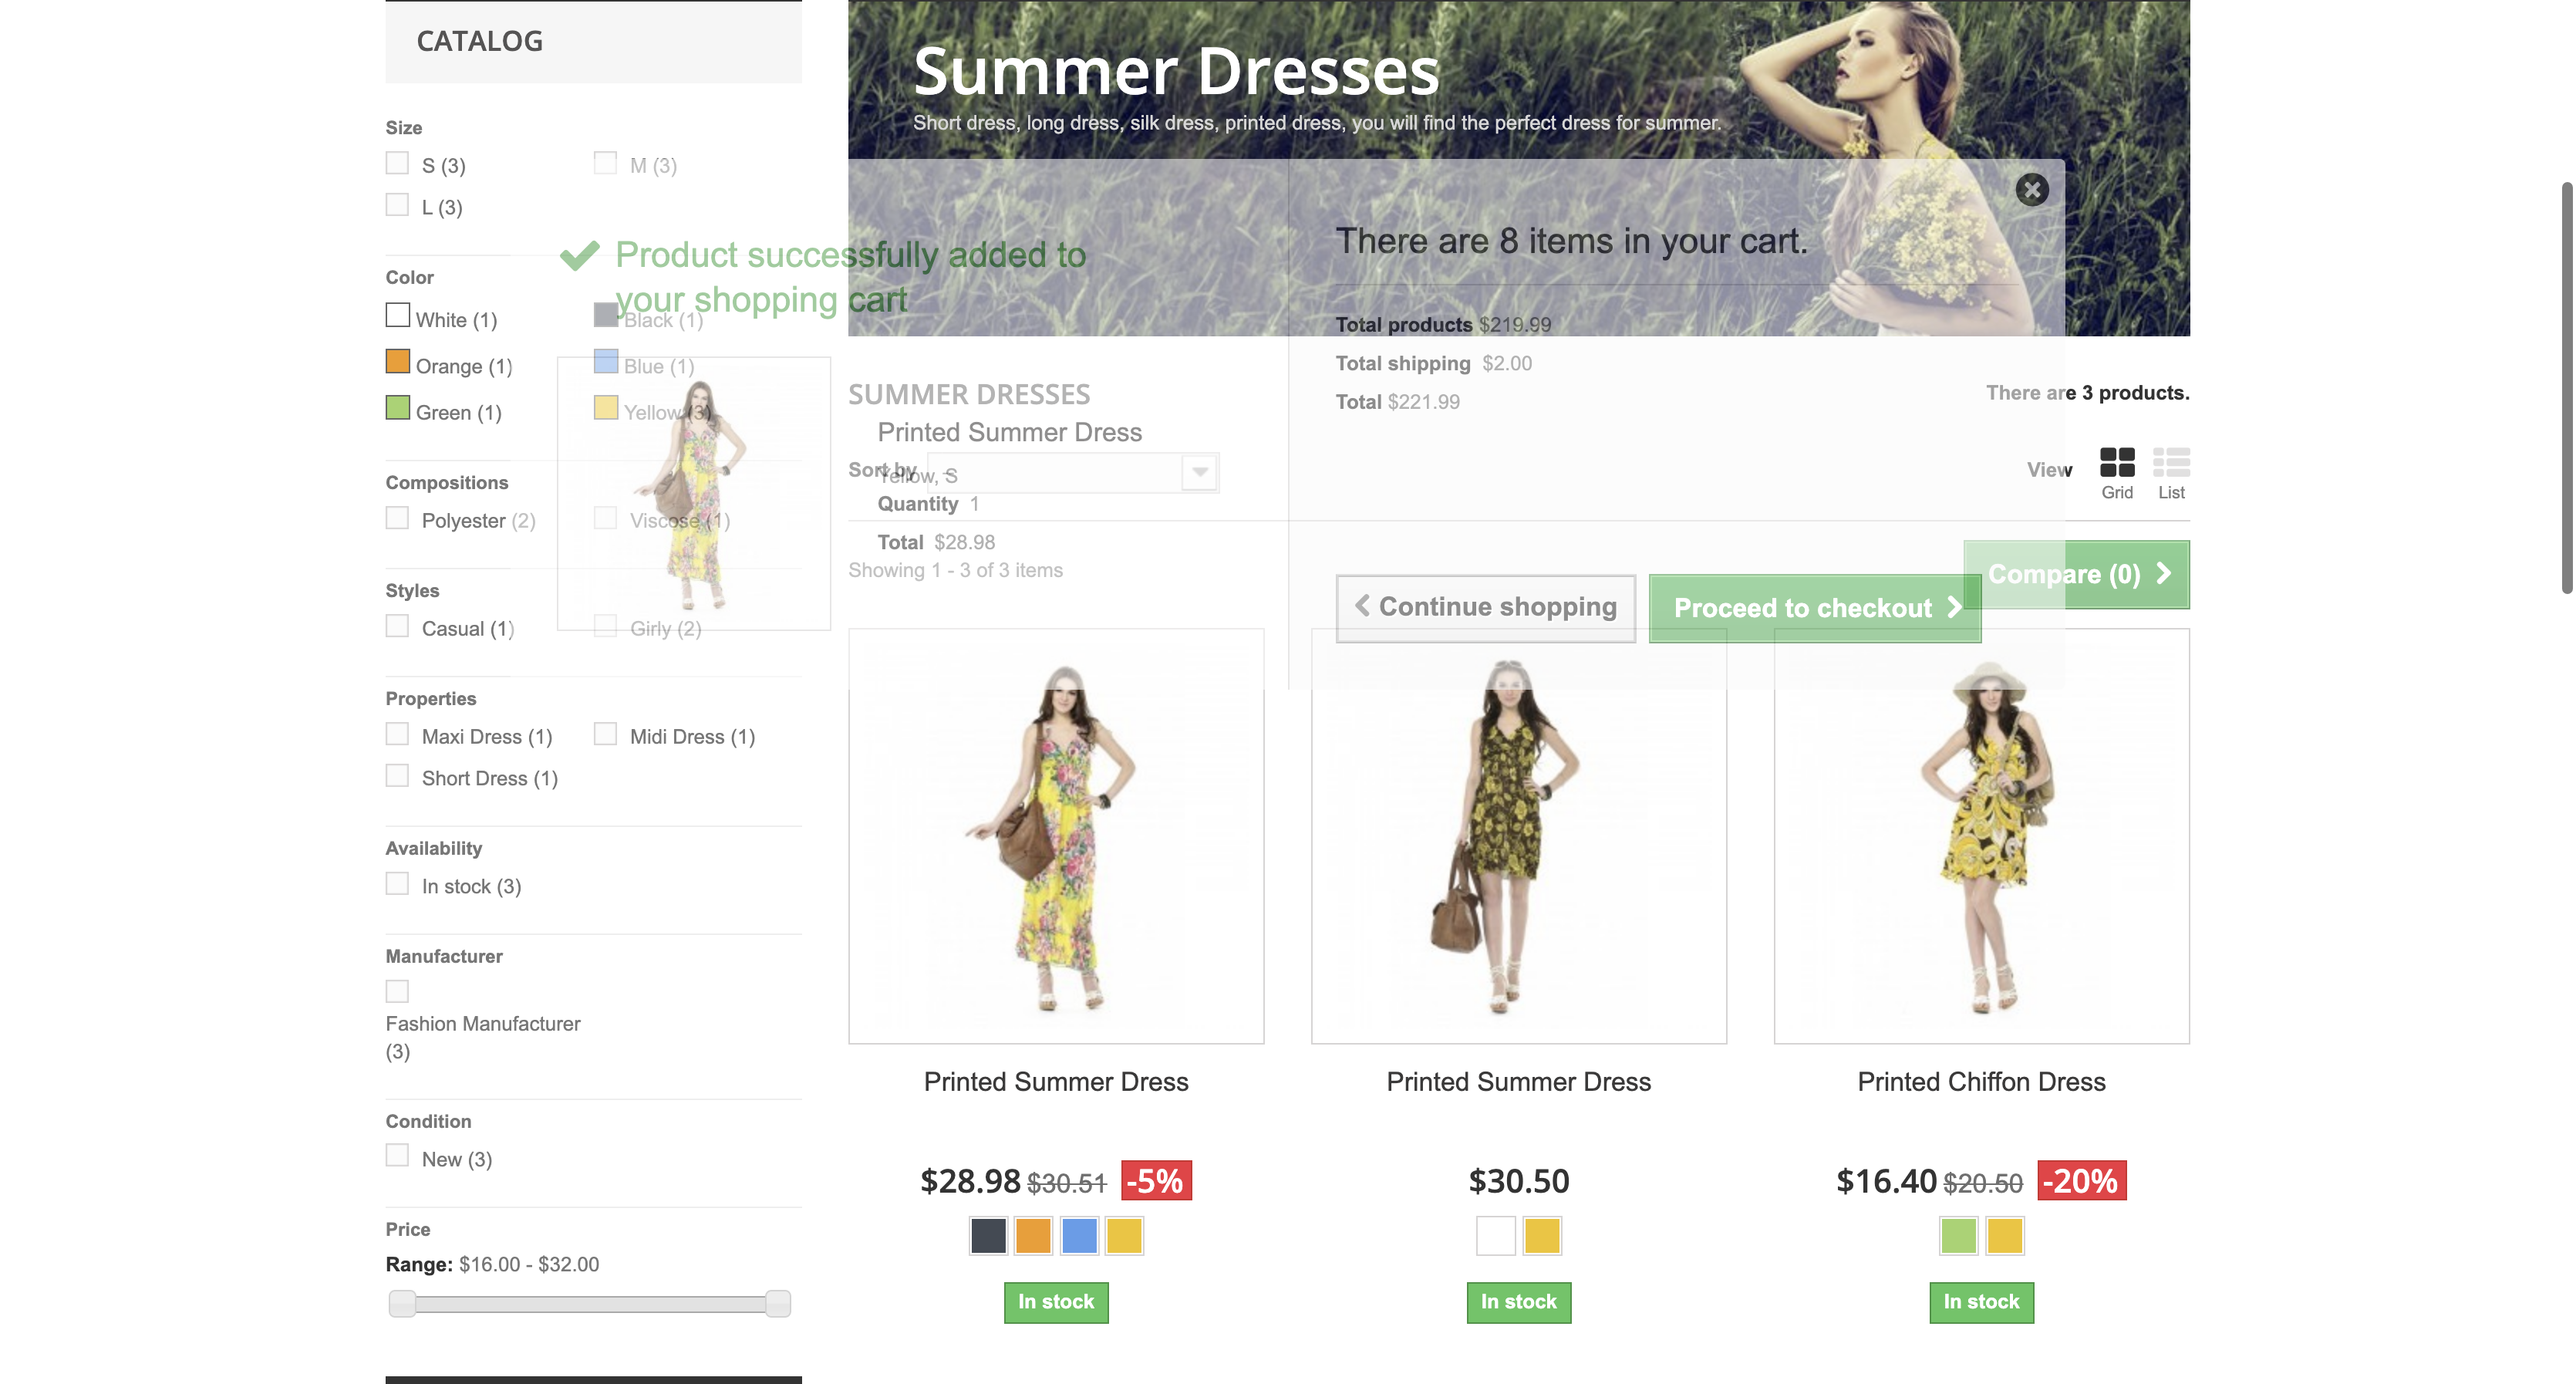 CATALOG
Size
S (3)
M (3)
L (3)
Color
White (1)
Black (1)
Orange (1)
Blue (1)
Green (1)
Yellow (3)
Compositions
Polyester (2)
Viscose (1)
Styles
Casual (1)
Girly (2)
Properties
Maxi Dress (1)
Midi Dress (1)
Short Dress (1)
Availability
In stock (3)
Manufacturer
Fashion Manufacturer
(3)
Condition
New (3)
Price
Range: $16.00 - $32.00
Summer Dresses
Short dress, long dress, silk dress, printed dress, you will find the perfect dress for summer.
Product successfully added to
your shopping cart
Printed Summer Dress
Yellow, S
Quantity 1
Total $28.98
There are 8 items in your cart.
Total products $219.99
Total shipping $2.00
Total $221.99
Continue shopping
Proceed to checkout
SUMMER DRESSES
There are 3 products.
Sort by
--
View
Grid
List
Showing 1 - 3 of 3 items
Compare (0)
Printed Summer Dress
$28.98 $30.51 -5%
In stock
Printed Summer Dress
$30.50
In stock
Printed Chiffon Dress
$16.40 $20.50 -20%
In stock